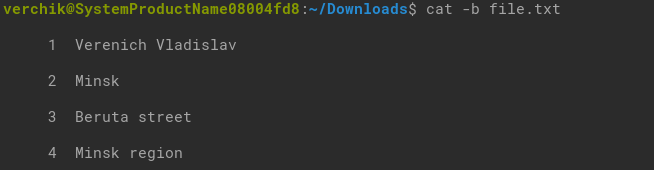 verchik@SystemProductName08004fd8:~/Downloads$ cat -b file.txt
1 Verenich Vladislav
2 Minsk
3 Beruta street
4 Minsk region